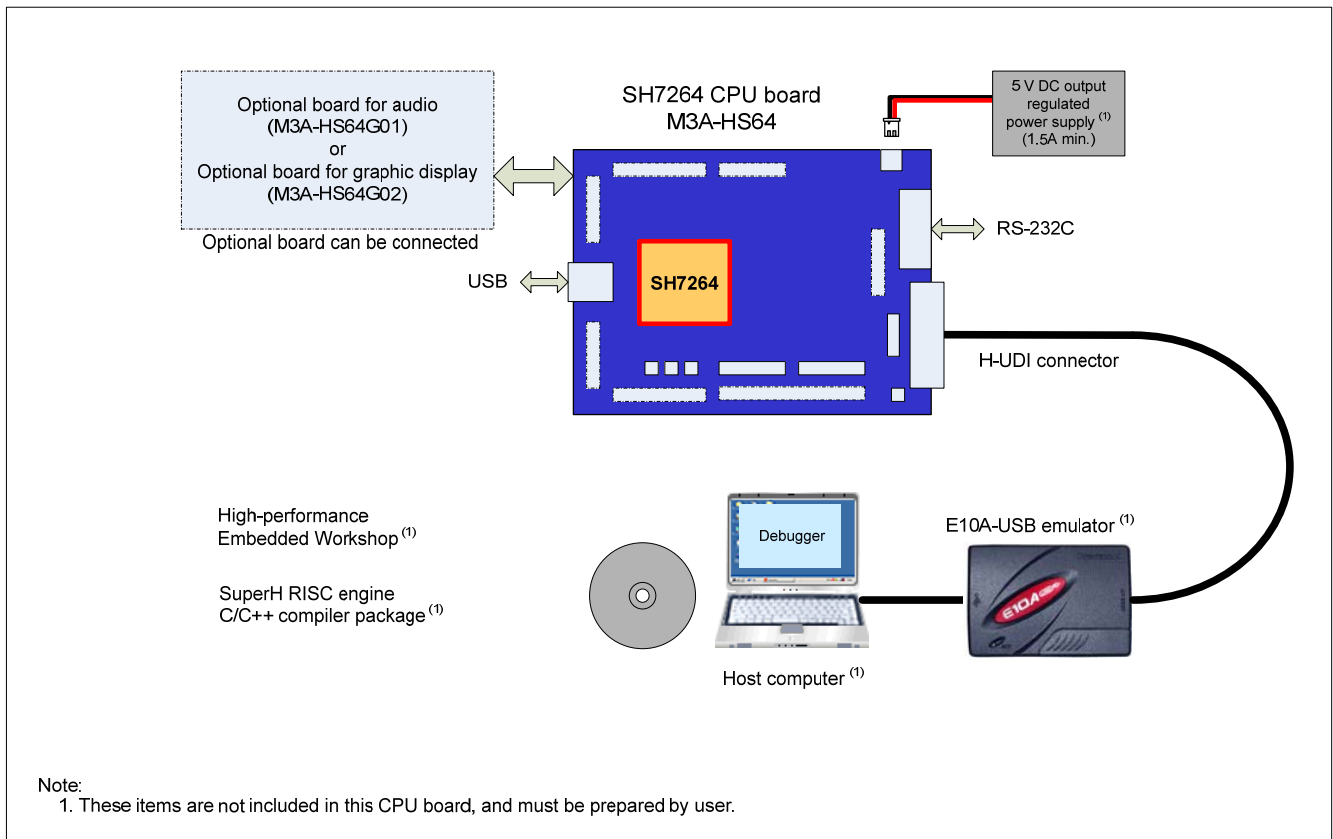 Optional board for audio
(M3A-HS64G01)
or
Optional board for graphic display
(M3A-HS64G02)
Optional board can be connected
SH7264 CPU board
M3A-HS64
5 V DC output
regulated
power supply (1)
(1.5A min.)
RS-232C
USB
SH7264
H-UDI connector
High-performance
Embedded Workshop (1)
SuperH RISC engine
C/C++ compiler package (1)
Debugger
Host computer (1)
E10A-USB emulator (1)
E10A
Note:
1. These items are not included in this CPU board, and must be prepared by user.